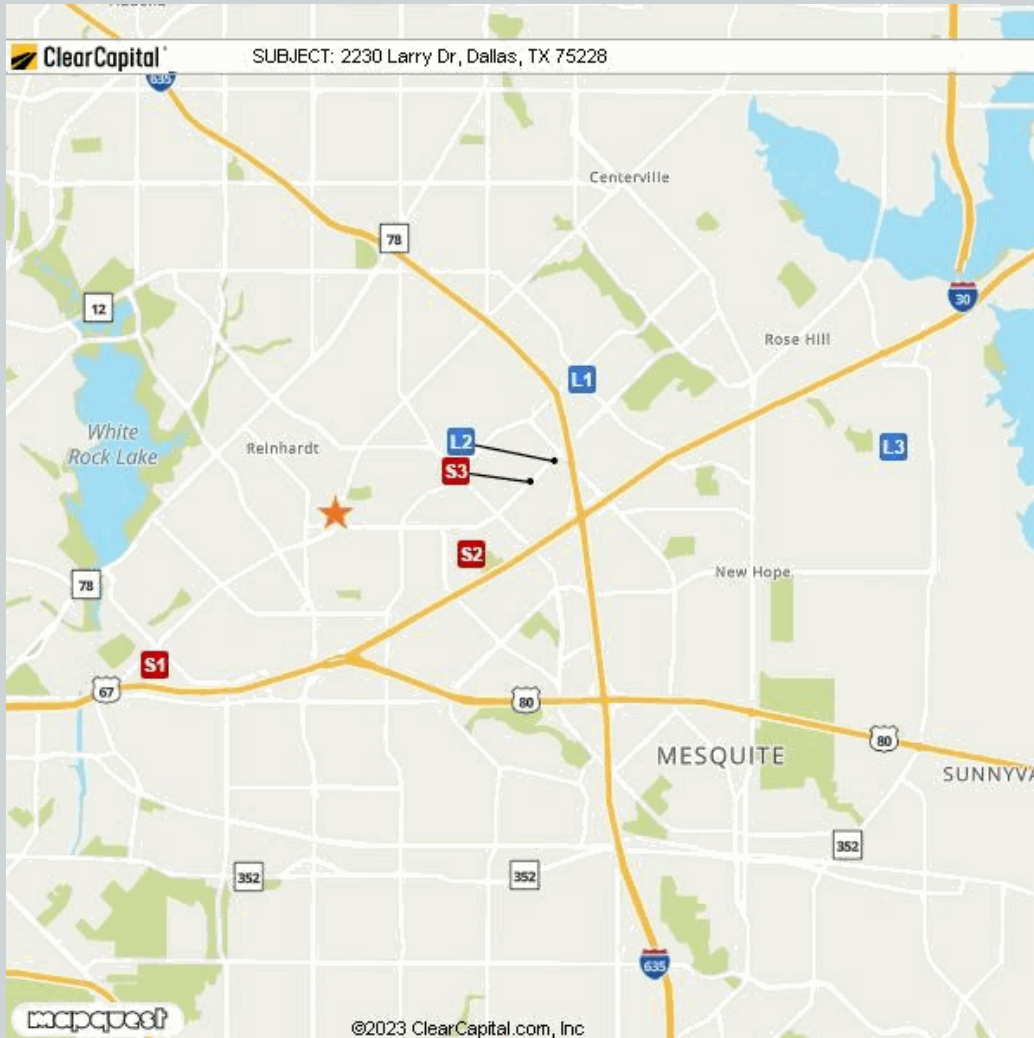 ClearCapital
SUBJECT: 2230 Larry Dr, Dallas, TX 75228
635
Centerville
78
12
30
Rose Hill
L1
White
Rock Lake
Reinhardt
L2
L3
S3
S2
New Hope
78
S1
67
80
80
MESQUITE
SUNNYVA
352
352
352
635
mapquest
©2023 ClearCapital.com, Inc